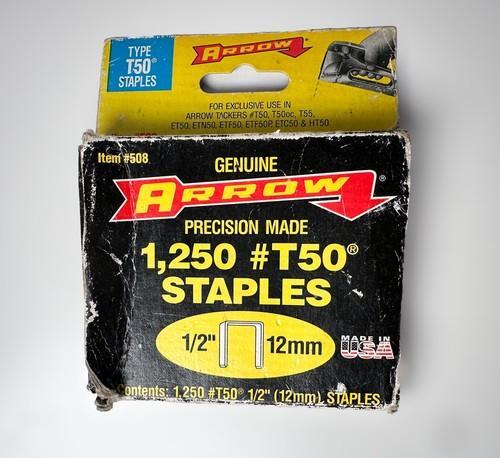 TYPE
T50®
STAPLES
ARROW
FOR EXCLUSIVE USE IN
ARROW TACKERS #T50, T50oc, T55,
ET50, ETN50, ETF50, ETF50P, ETC50 & HT50
Item #508
GENUINE
ARROW
PRECISION MADE
1,250 #T50®
STAPLES
1/2" 12mm
MADE IN
USA
Contents: 1,250 #T50® 1/2" (12mm) STAPLES